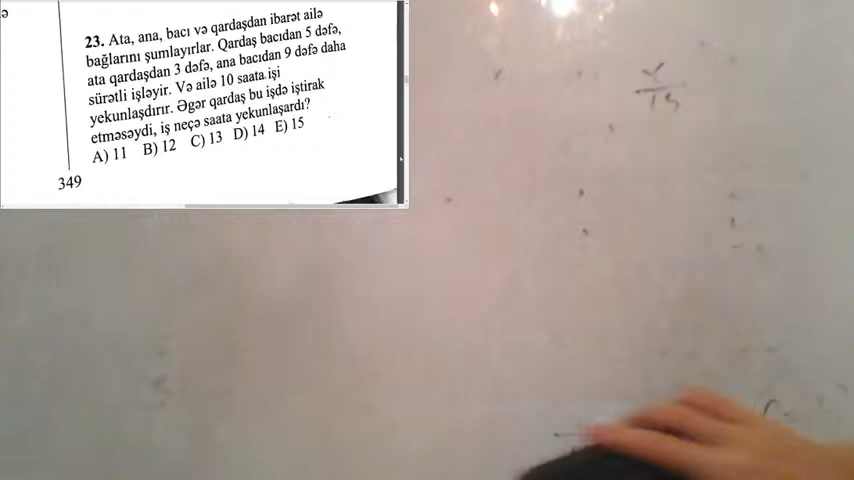 ə
23. Ata, ana, bacı və qardaşdan ibarət ailə
bağlarını şumlayırlar. Qardaş bacıdan 5 dəfə,
ata qardaşdan 3 dəfə, ana bacıdan 9 dəfə daha
sürətli işləyir. Və ailə 10 saata işi
yekunlaşdırır. Əgər qardaş bu işdə iştirak
etməsəydi, iş neçə saata yekunlaşardı?
A) 11 B) 12 C) 13 D) 14 E) 15
349